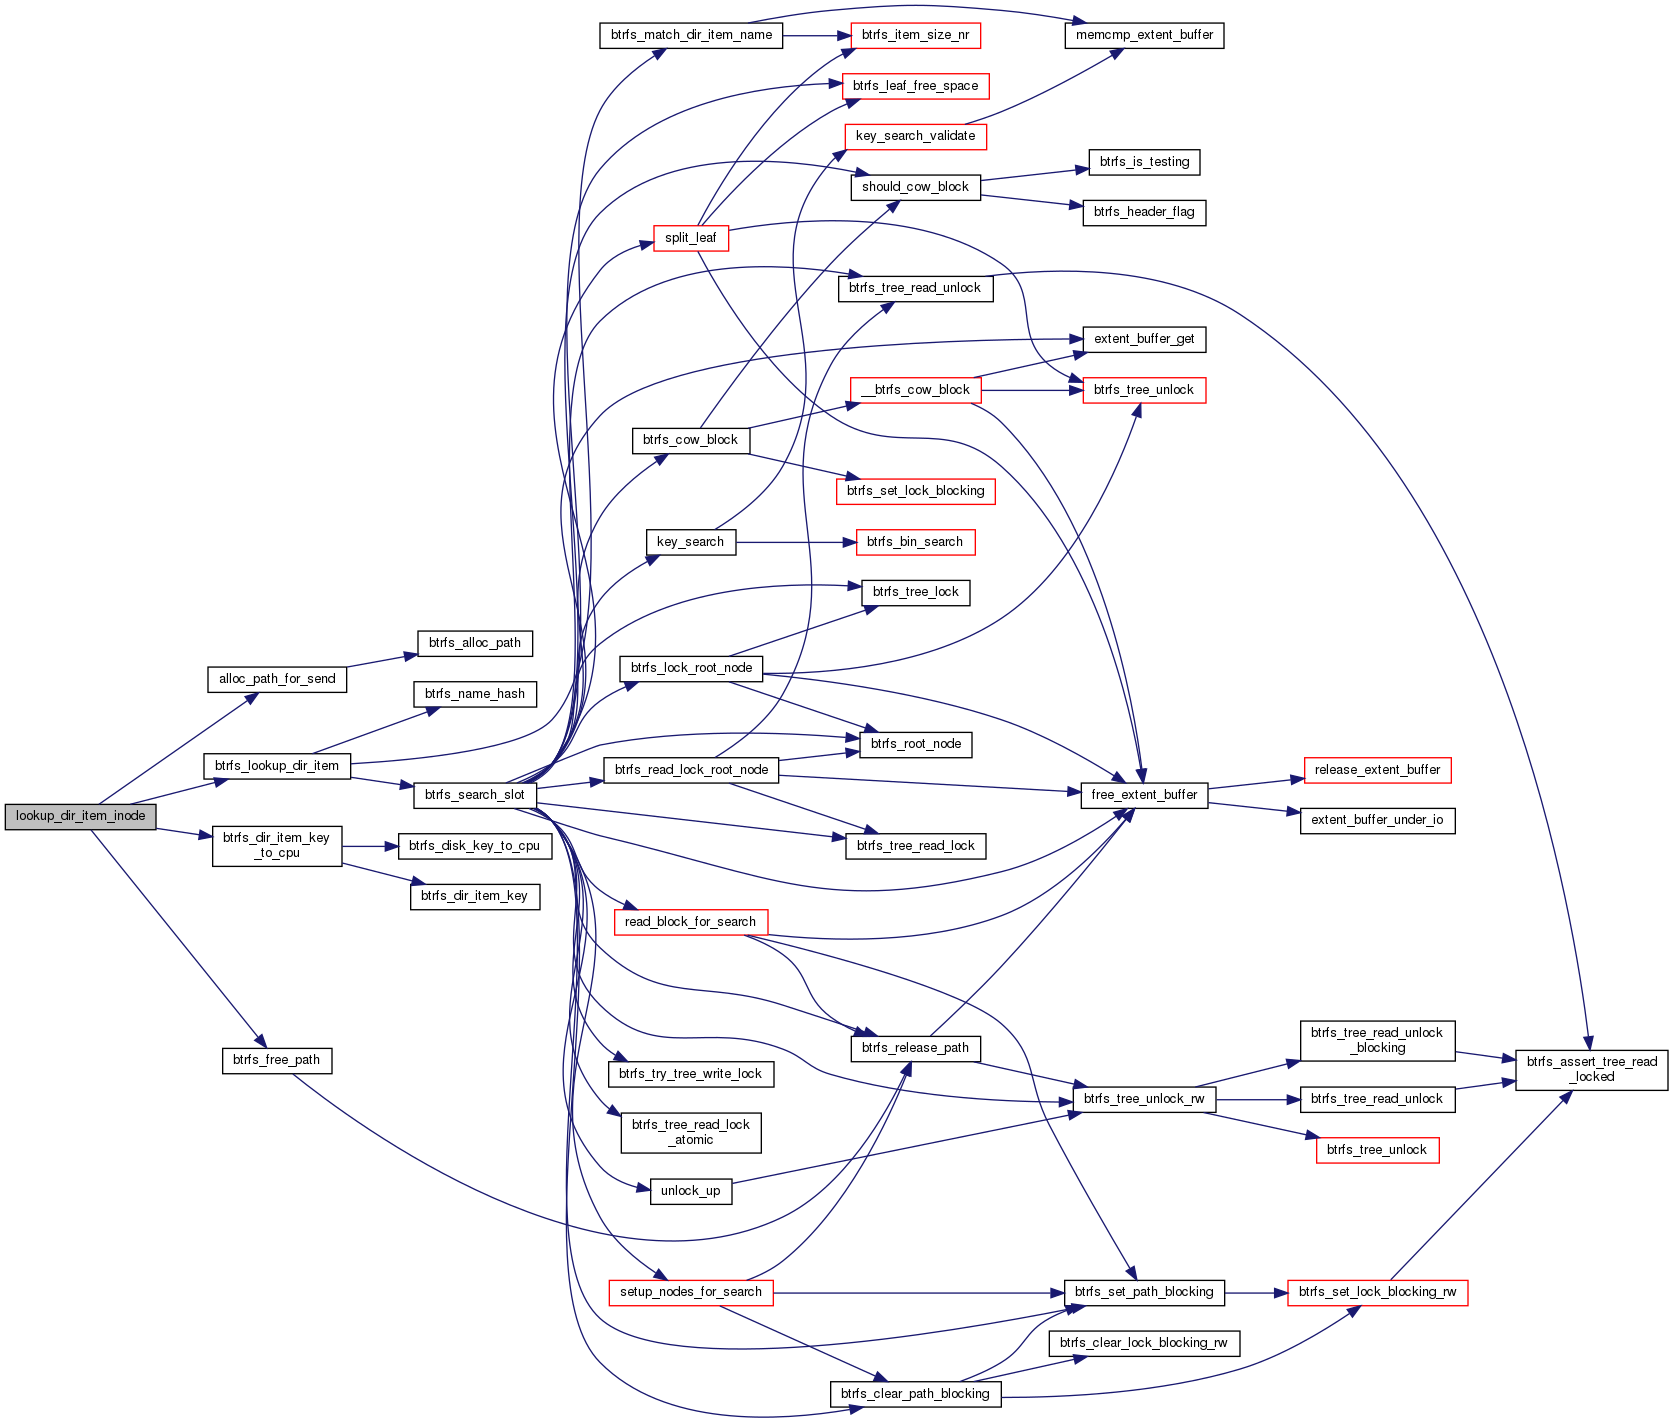 btrfs_match_dir_item_name
btrfs_item_size_nr
memcmp_extent_buffer
btrfs_leaf_free_space
key_search_validate
btrfs_is_testing
should_cow_block
btrfs_header_flag
split_leaf
btrfs_tree_read_unlock
extent_buffer_get
__btrfs_cow_block
btrfs_tree_unlock
btrfs_cow_block
btrfs_set_lock_blocking
key_search
btrfs_bin_search
btrfs_tree_lock
btrfs_alloc_path
alloc_path_for_send
btrfs_lock_root_node
btrfs_name_hash
btrfs_root_node
btrfs_lookup_dir_item
btrfs_read_lock_root_node
release_extent_buffer
btrfs_search_slot
free_extent_buffer
lookup_dir_item_inode
extent_buffer_under_io
btrfs_dir_item_key
_to_cpu
btrfs_disk_key_to_cpu
btrfs_tree_read_lock
btrfs_dir_item_key
read_block_for_search
btrfs_tree_read_unlock
_blocking
btrfs_free_path
btrfs_release_path
btrfs_assert_tree_read
_locked
btrfs_try_tree_write_lock
btrfs_tree_unlock_rw
btrfs_tree_read_unlock
btrfs_tree_read_lock
_atomic
btrfs_tree_unlock
unlock_up
setup_nodes_for_search
btrfs_set_path_blocking
btrfs_set_lock_blocking_rw
btrfs_clear_lock_blocking_rw
btrfs_clear_path_blocking